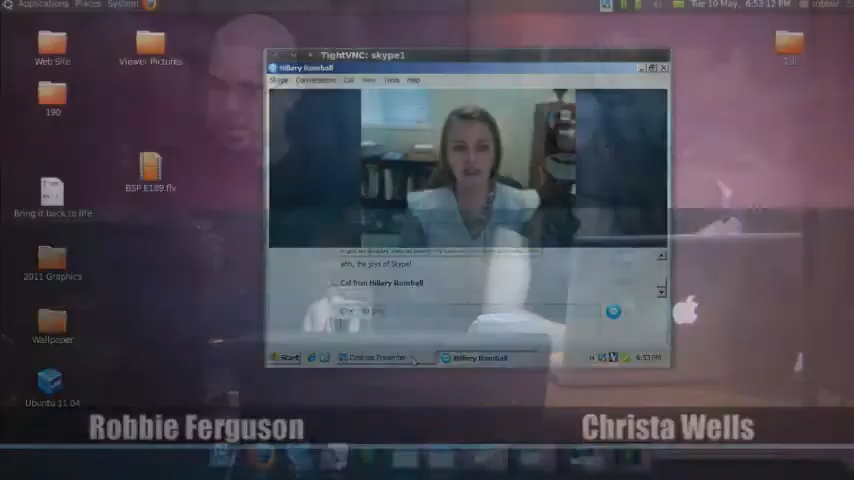 Applications Places System
Tue 10 May, 6:53:12 PM
Web Site
Viewer Pictures
190
BSP E189.flv
Bring it back to life
2011 Graphics
Wallpaper
Ubuntu 11.04
TightVNC: skype1
Hillary Rumball
Skype Conversations Call View Tools Help
ahh, the joys of Skype!
Call from Hillary Rumball
Start
Desktop Presenter
Hillary Rumball
6:53 PM
Robbie Ferguson
Christa Wells